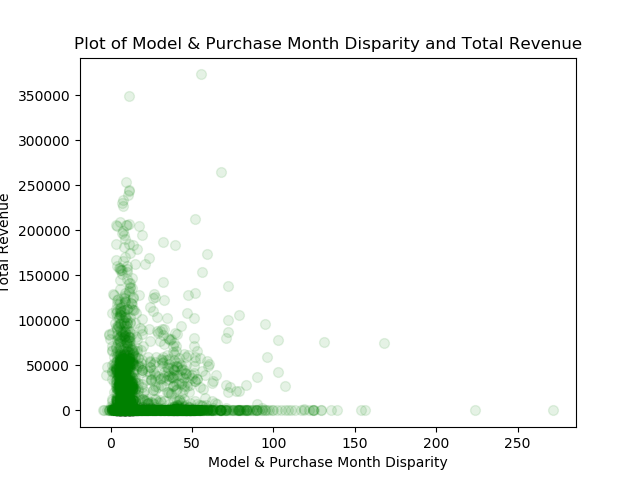 Plot of Model & Purchase Month Disparity and Total Revenue
350000
300000
250000
200000
150000
100000
50000
0
Total Revenue
0 50 100 150 200 250
Model & Purchase Month Disparity